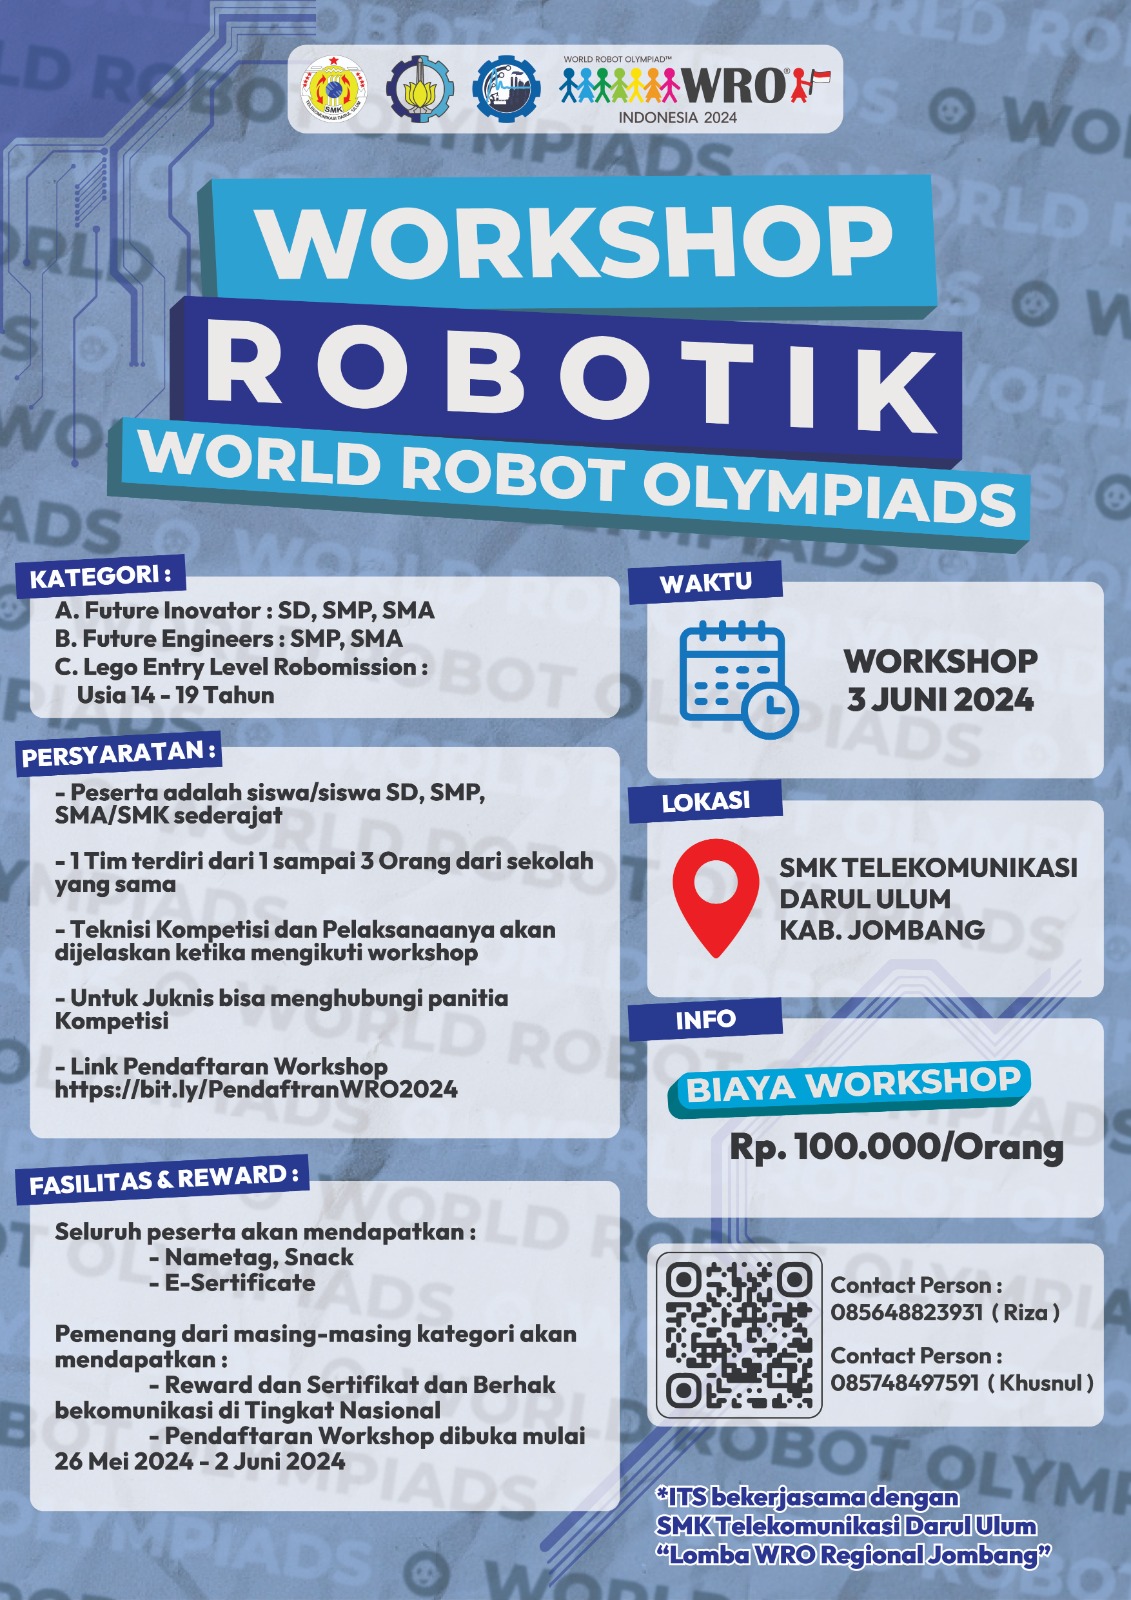 SMK
TELEKOMUNIKASI DARUL ULUM
WORLD ROBOT OLYMPIAD™
WRO®
INDONESIA 2024
WORKSHOP
ROBOTIK
WORLD ROBOT OLYMPIADS
KATEGORI :
A. Future Inovator : SD, SMP, SMA
B. Future Engineers : SMP, SMA
C. Lego Entry Level Robomission :
Usia 14 - 19 Tahun
PERSYARATAN :
- Peserta adalah siswa/siswa SD, SMP,
SMA/SMK sederajat
- 1 Tim terdiri dari 1 sampai 3 Orang dari sekolah
yang sama
- Teknisi Kompetisi dan Pelaksanaanya akan
dijelaskan ketika mengikuti workshop
- Untuk Juknis bisa menghubungi panitia
Kompetisi
- Link Pendaftaran Workshop
https://bit.ly/PendaftranWRO2024
FASILITAS & REWARD :
Seluruh peserta akan mendapatkan :
- Nametag, Snack
- E-Sertificate
Pemenang dari masing-masing kategori akan
mendapatkan :
- Reward dan Sertifikat dan Berhak
bekomunikasi di Tingkat Nasional
- Pendaftaran Workshop dibuka mulai
26 Mei 2024 - 2 Juni 2024
WAKTU
WORKSHOP
3 JUNI 2024
LOKASI
SMK TELEKOMUNIKASI
DARUL ULUM
KAB. JOMBANG
INFO
BIAYA WORKSHOP
Rp. 100.000/Orang
Contact Person :
085648823931 ( Riza )
Contact Person :
085748497591 ( Khusnul )
*ITS bekerjasama dengan
SMK Telekomunikasi Darul Ulum
“Lomba WRO Regional Jombang”